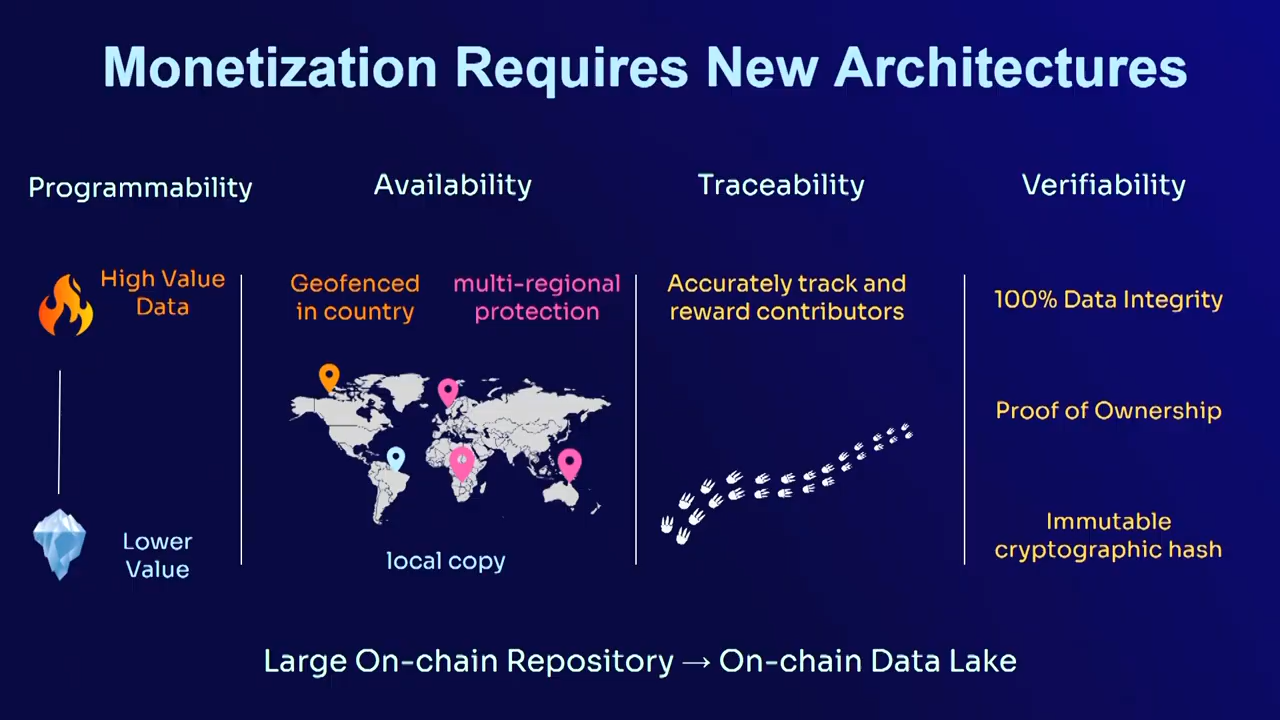 Monetization Requires New Architectures
Programmability
High Value
Data
Lower
Value
Availability
Geofenced
in country
multi-regional
protection
local copy
Traceability
Accurately track and
reward contributors
Verifiability
100% Data Integrity
Proof of Ownership
Immutable
cryptographic hash
Large On-chain Repository → On-chain Data Lake